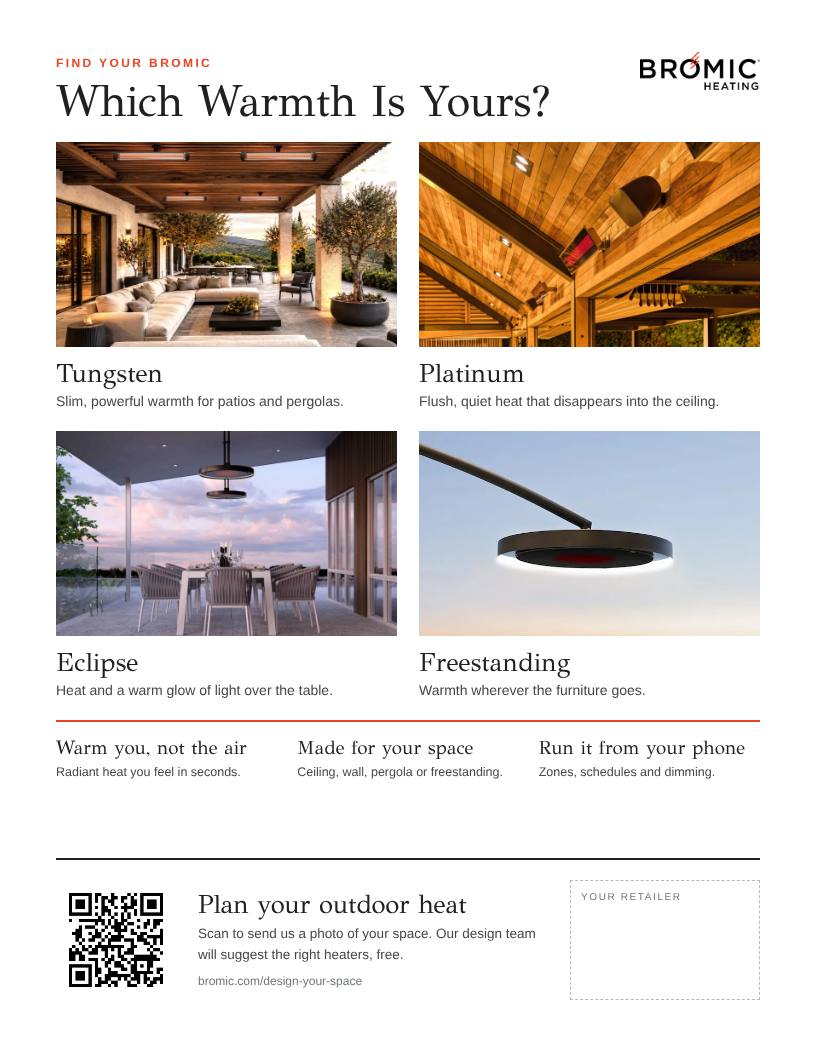 FIND YOUR BROMIC
Which Warmth Is Yours?
BROMIC
HEATING
Tungsten
Slim, powerful warmth for patios and pergolas.
Platinum
Flush, quiet heat that disappears into the ceiling.
Eclipse
Heat and a warm glow of light over the table.
Freestanding
Warmth wherever the furniture goes.
Warm you, not the air
Radiant heat you feel in seconds.
Made for your space
Ceiling, wall, pergola or freestanding.
Run it from your phone
Zones, schedules and dimming.
Plan your outdoor heat
Scan to send us a photo of your space. Our design team
will suggest the right heaters, free.
bromic.com/design-your-space
YOUR RETAILER